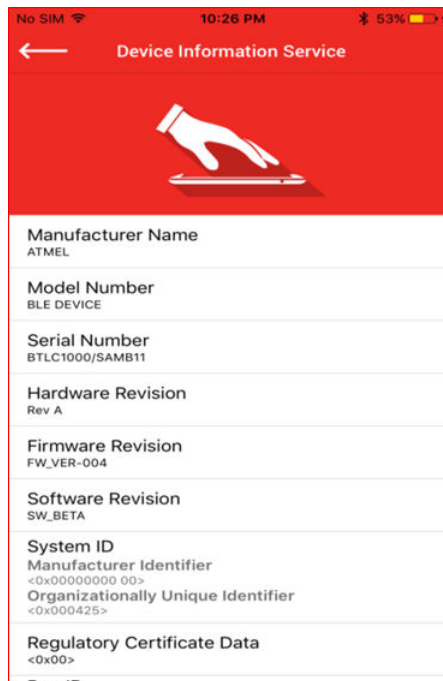 No SIM 10:26 PM 53%
Device Information Service
Manufacturer Name
ATMEL
Model Number
BLE DEVICE
Serial Number
BTLC1000/SAMB11
Hardware Revision
Rev A
Firmware Revision
FW_VER-004
Software Revision
SW_BETA
System ID
Manufacturer Identifier
<0x00000000 00>
Organizationally Unique Identifier
<0x000425>
Regulatory Certificate Data
<0x00>